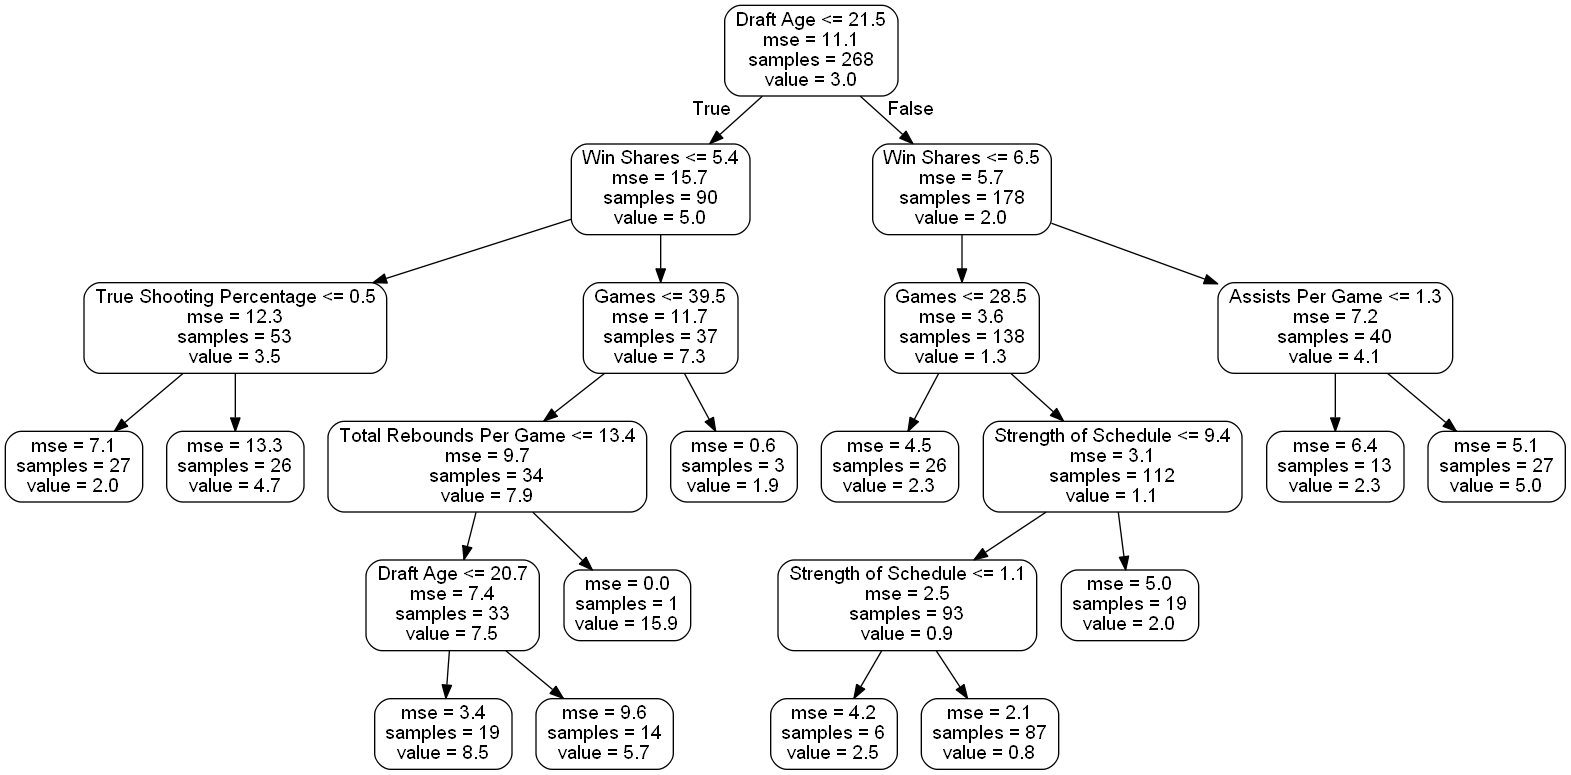 Draft Age <= 21.5
mse = 11.1
samples = 268
value = 3.0
True
False
Win Shares <= 5.4
mse = 15.7
samples = 90
value = 5.0
Win Shares <= 6.5
mse = 5.7
samples = 178
value = 2.0
True Shooting Percentage <= 0.5
mse = 12.3
samples = 53
value = 3.5
Games <= 39.5
mse = 11.7
samples = 37
value = 7.3
Games <= 28.5
mse = 3.6
samples = 138
value = 1.3
Assists Per Game <= 1.3
mse = 7.2
samples = 40
value = 4.1
mse = 7.1
samples = 27
value = 2.0
mse = 13.3
samples = 26
value = 4.7
Total Rebounds Per Game <= 13.4
mse = 9.7
samples = 34
value = 7.9
mse = 0.6
samples = 3
value = 1.9
mse = 4.5
samples = 26
value = 2.3
Strength of Schedule <= 9.4
mse = 3.1
samples = 112
value = 1.1
mse = 6.4
samples = 13
value = 2.3
mse = 5.1
samples = 27
value = 5.0
Draft Age <= 20.7
mse = 7.4
samples = 33
value = 7.5
mse = 0.0
samples = 1
value = 15.9
Strength of Schedule <= 1.1
mse = 2.5
samples = 93
value = 0.9
mse = 5.0
samples = 19
value = 2.0
mse = 3.4
samples = 19
value = 8.5
mse = 9.6
samples = 14
value = 5.7
mse = 4.2
samples = 6
value = 2.5
mse = 2.1
samples = 87
value = 0.8